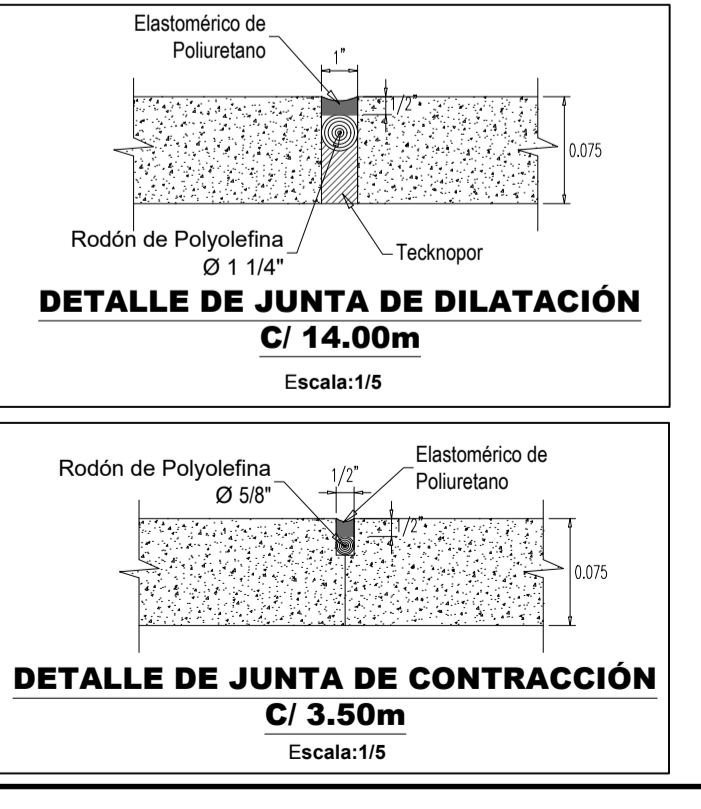 Elastomérico de
Poliuretano
1"
1/2"
0.075
Rodón de Polyolefina
Ø 1 1/4"
Tecknopor
DETALLE DE JUNTA DE DILATACIÓN
C/ 14.00m
Escala:1/5
Rodón de Polyolefina
Ø 5/8"
1/2"
Elastomérico de
Poliuretano
1/2"
0.075
DETALLE DE JUNTA DE CONTRACCIÓN
C/ 3.50m
Escala:1/5